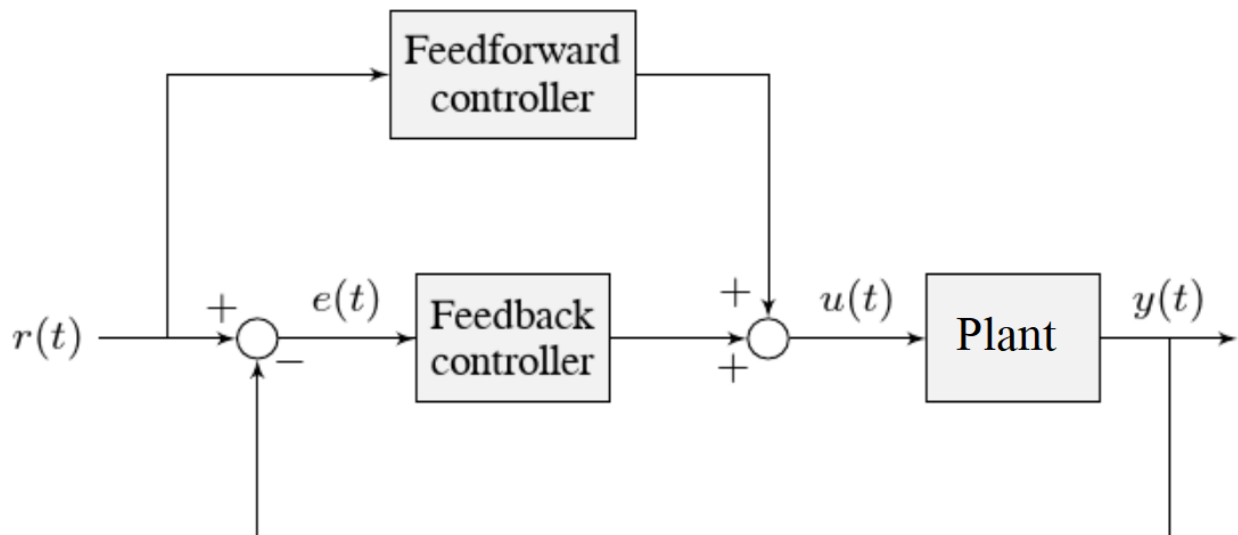 Feedforward
controller
+
r(t)
+
−
e(t)
Feedback
controller
+
u(t)
Plant
y(t)